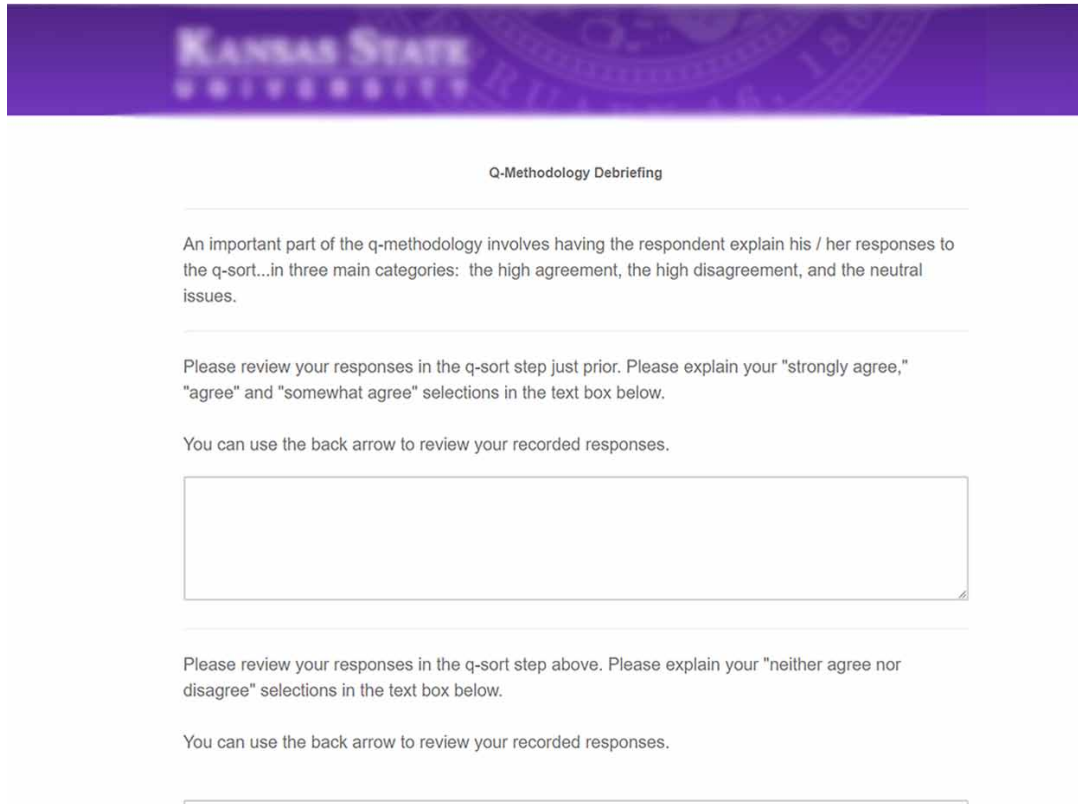 KANSAS STATE
UNIVERSITY
Q-Methodology Debriefing
An important part of the q-methodology involves having the respondent explain his / her responses to
the q-sort...in three main categories:  the high agreement, the high disagreement, and the neutral
issues.
Please review your responses in the q-sort step just prior. Please explain your "strongly agree,"
"agree" and "somewhat agree" selections in the text box below.
You can use the back arrow to review your recorded responses.
Please review your responses in the q-sort step above. Please explain your "neither agree nor
disagree" selections in the text box below.
You can use the back arrow to review your recorded responses.